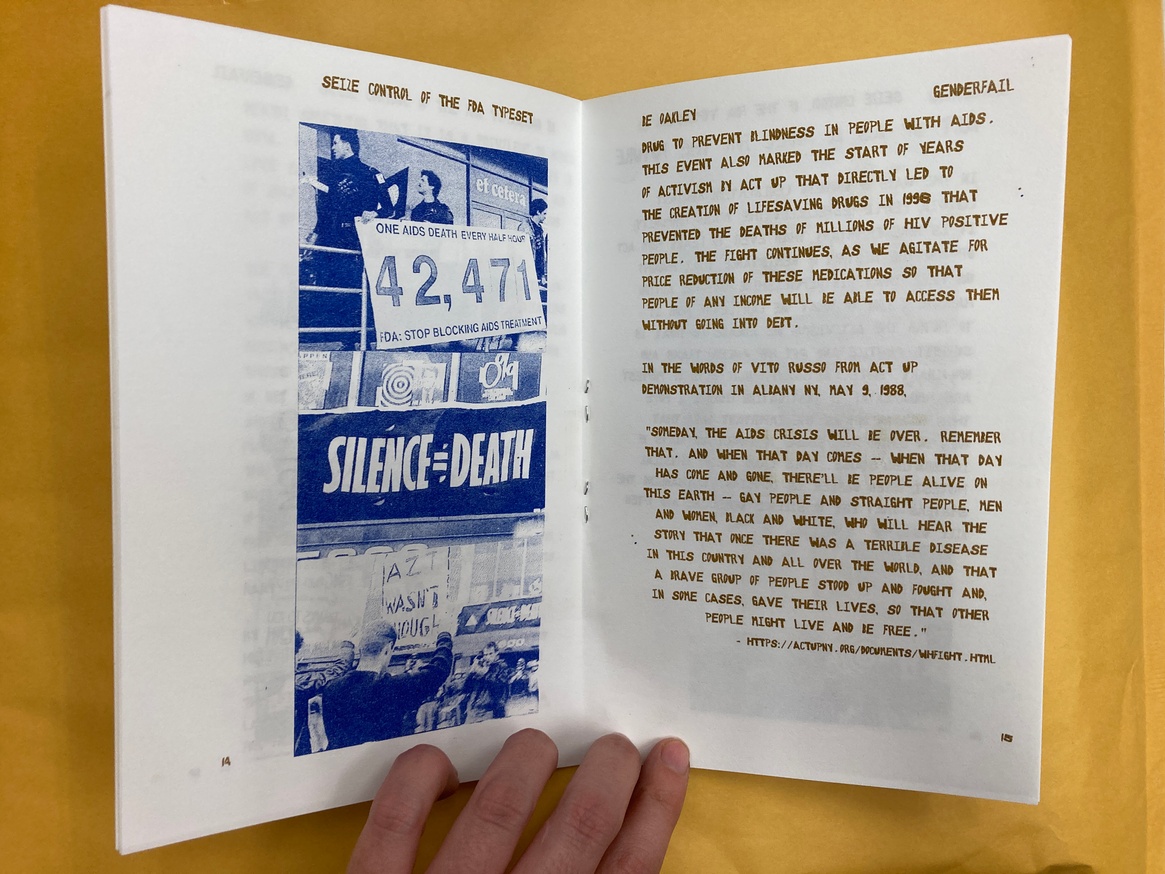 SEIZE CONTROL OF THE FDA TYPESET
et cetera
ONE AIDS DEATH EVERY HALF HOUR
42,471
FDA: STOP BLOCKING AIDS TREATMENT
SILENCE=DEATH
AZT
WASN'T
14
GENDERFAIL
BE OAKLEY
DRUG TO PREVENT BLINDNESS IN PEOPLE WITH AIDS.
THIS EVENT ALSO MARKED THE START OF YEARS
OF ACTIVISM BY ACT UP THAT DIRECTLY LED TO
THE CREATION OF LIFESAVING DRUGS IN 1996 THAT
PREVENTED THE DEATHS OF MILLIONS OF HIV POSITIVE
PEOPLE. THE FIGHT CONTINUES, AS WE AGITATE FOR
PRICE REDUCTION OF THESE MEDICATIONS SO THAT
PEOPLE OF ANY INCOME WILL BE ABLE TO ACCESS THEM
WITHOUT GOING INTO DEBT.
IN THE WORDS OF VITO RUSSO FROM ACT UP
DEMONSTRATION IN ALBANY NY, MAY 9, 1988,
"SOMEDAY, THE AIDS CRISIS WILL BE OVER. REMEMBER
THAT. AND WHEN THAT DAY COMES — WHEN THAT DAY
HAS COME AND GONE, THERE'LL BE PEOPLE ALIVE ON
THIS EARTH — GAY PEOPLE AND STRAIGHT PEOPLE, MEN
AND WOMEN, BLACK AND WHITE, WHO WILL HEAR THE
STORY THAT ONCE THERE WAS A TERRIBLE DISEASE
IN THIS COUNTRY AND ALL OVER THE WORLD, AND THAT
A BRAVE GROUP OF PEOPLE STOOD UP AND FOUGHT AND,
IN SOME CASES, GAVE THEIR LIVES, SO THAT OTHER
PEOPLE MIGHT LIVE AND BE FREE."
- HTTPS://ACTUPNY.ORG/DOCUMENTS/WHFIGHT.HTML
15